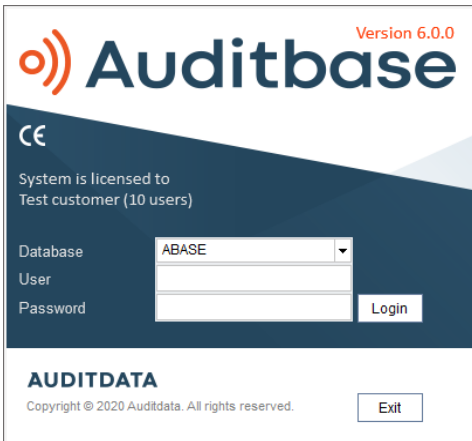 Version 6.0.0
Auditbase
CE
System is licensed to
Test customer (10 users)
Database ABASE
User
Password Login
AUDITDATA
Copyright © 2020 Auditdata. All rights reserved.
Exit